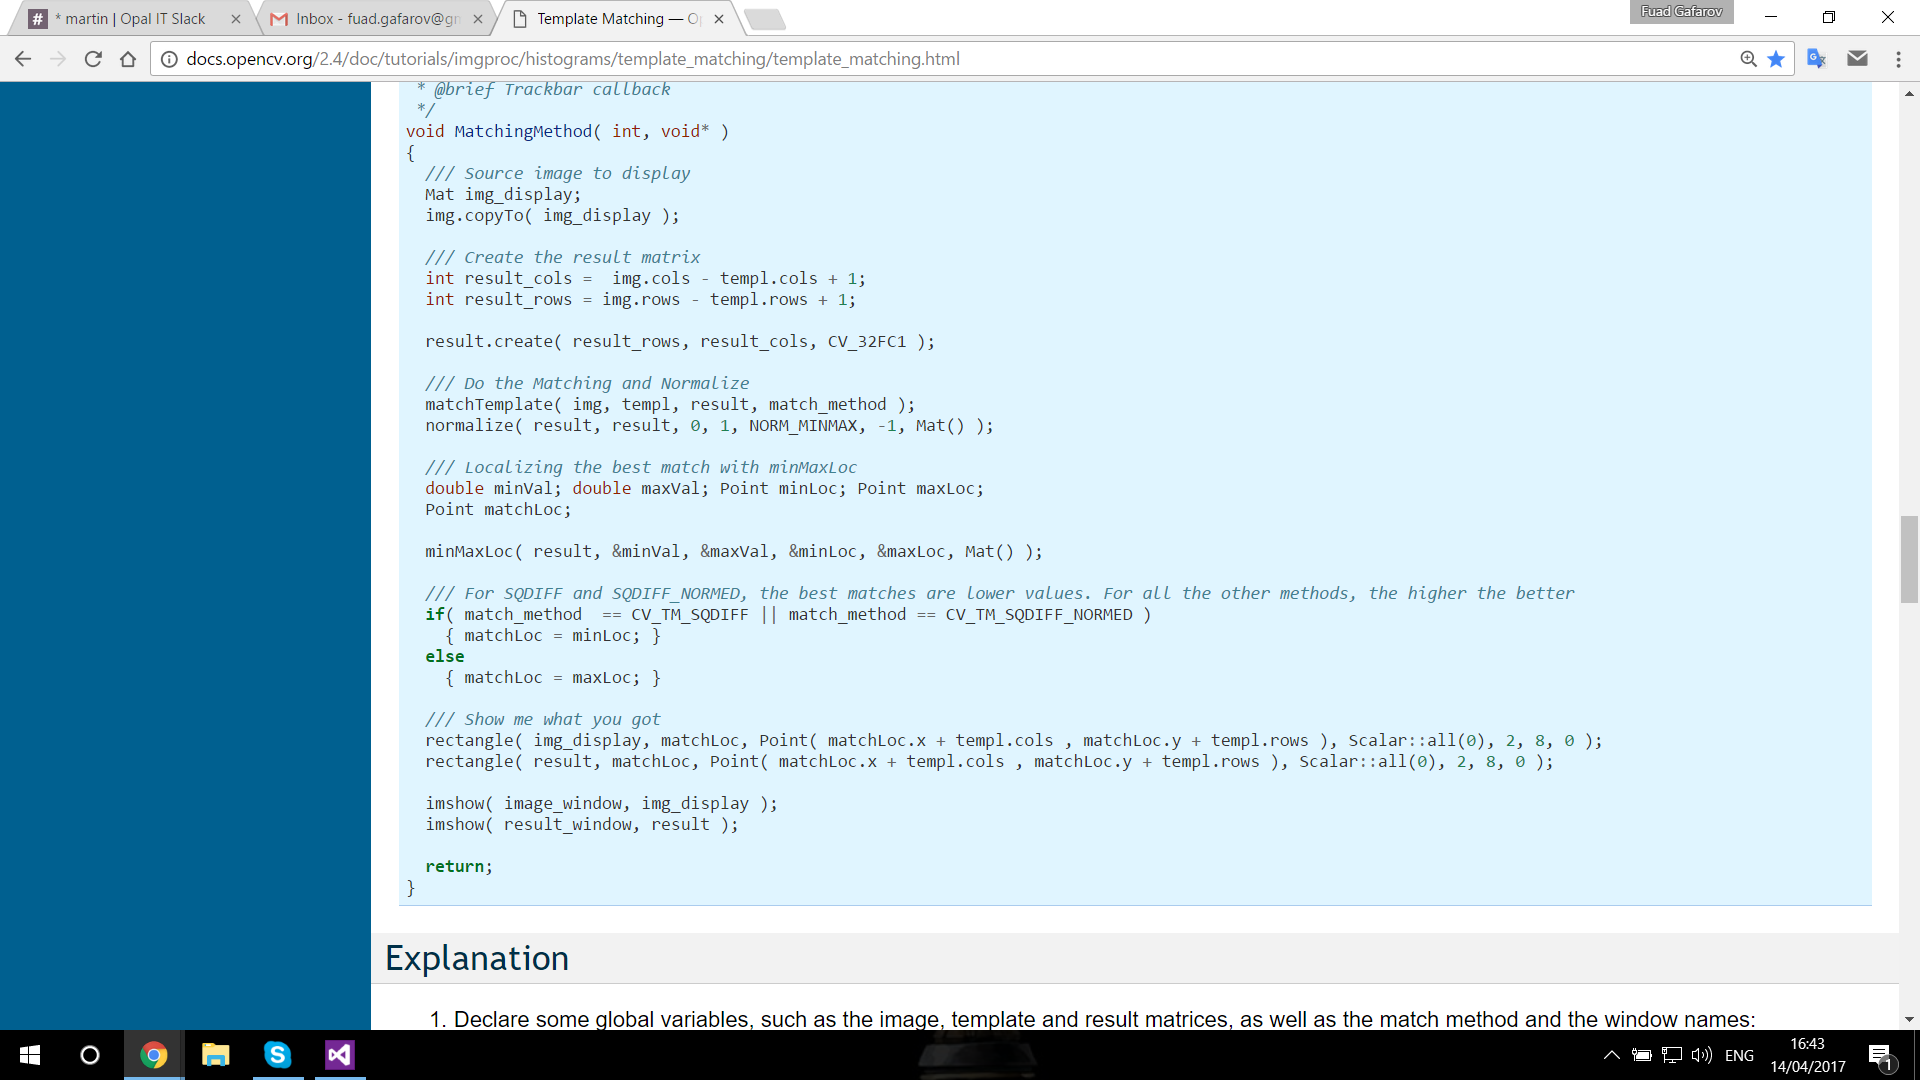 * martin | Opal IT Slack
Inbox - fuad.gafarov@gm
Template Matching — O
Fuad Gafarov
docs.opencv.org/2.4/doc/tutorials/imgproc/histograms/template_matching/template_matching.html
 * @brief Trackbar callback
 */
void MatchingMethod( int, void* )
{
  /// Source image to display
  Mat img_display;
  img.copyTo( img_display );
  /// Create the result matrix
  int result_cols =  img.cols - templ.cols + 1;
  int result_rows = img.rows - templ.rows + 1;
  result.create( result_rows, result_cols, CV_32FC1 );
  /// Do the Matching and Normalize
  matchTemplate( img, templ, result, match_method );
  normalize( result, result, 0, 1, NORM_MINMAX, -1, Mat() );
  /// Localizing the best match with minMaxLoc
  double minVal; double maxVal; Point minLoc; Point maxLoc;
  Point matchLoc;
  minMaxLoc( result, &minVal, &maxVal, &minLoc, &maxLoc, Mat() );
  /// For SQDIFF and SQDIFF_NORMED, the best matches are lower values. For all the other methods, the higher the better
  if( match_method  == CV_TM_SQDIFF || match_method == CV_TM_SQDIFF_NORMED )
    { matchLoc = minLoc; }
  else
    { matchLoc = maxLoc; }
  /// Show me what you got
  rectangle( img_display, matchLoc, Point( matchLoc.x + templ.cols , matchLoc.y + templ.rows ), Scalar::all(0), 2, 8, 0 );
  rectangle( result, matchLoc, Point( matchLoc.x + templ.cols , matchLoc.y + templ.rows ), Scalar::all(0), 2, 8, 0 );
  imshow( image_window, img_display );
  imshow( result_window, result );
  return;
}
Explanation
1. Declare some global variables, such as the image, template and result matrices, as well as the match method and the window names:
ENG
16:43
14/04/2017
1